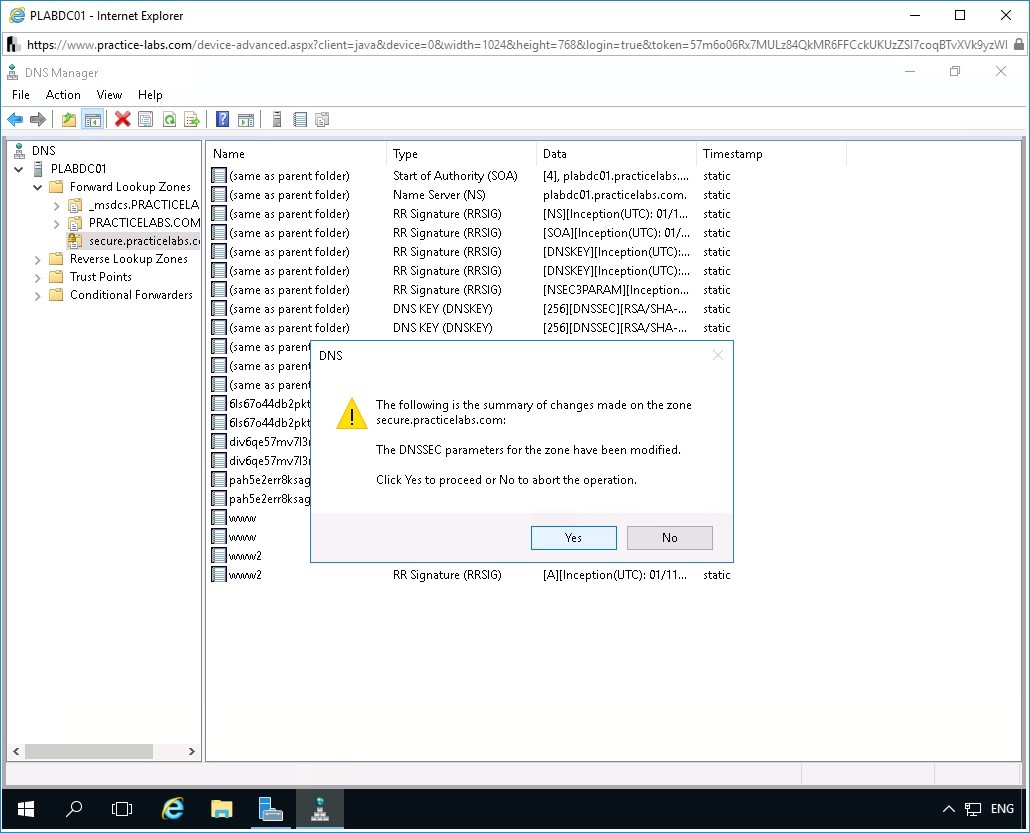 PLABDC01 - Internet Explorer
https://www.practice-labs.com/device-advanced.aspx?client=java&device=0&width=1024&height=768&login=true&token=57m6o06Rx7MULz84QkMR6FFCckUKUzZSI7coqBTvXVk9yzWI
DNS Manager
File Action View Help
DNS
PLABDC01
Forward Lookup Zones
_msdcs.PRACTICELA
PRACTICELABS.COM
secure.practicelabs.co
Reverse Lookup Zones
Trust Points
Conditional Forwarders
Name Type Data Timestamp
(same as parent folder) Start of Authority (SOA) [4], plabdc01.practicelabs.... static
(same as parent folder) Name Server (NS) plabdc01.practicelabs.com. static
(same as parent folder) RR Signature (RRSIG) [NS][Inception(UTC): 01/1... static
(same as parent folder) RR Signature (RRSIG) [SOA][Inception(UTC): 01/... static
(same as parent folder) RR Signature (RRSIG) [DNSKEY][Inception(UTC):... static
(same as parent folder) RR Signature (RRSIG) [DNSKEY][Inception(UTC):... static
(same as parent folder) RR Signature (RRSIG) [NSEC3PARAM][Inception... static
(same as parent folder) DNS KEY (DNSKEY) [256][DNSSEC][RSA/SHA-... static
(same as parent folder) DNS KEY (DNSKEY) [256][DNSSEC][RSA/SHA-... static
(same as parent
(same as parent
(same as parent
6ls67o44db2pkt
6ls67o44db2pkt
div6qe57mv7l3
div6qe57mv7l3
pah5e2err8ksag
pah5e2err8ksag
www
www
www2
www2 RR Signature (RRSIG) [A][Inception(UTC): 01/11... static
DNS
The following is the summary of changes made on the zone
secure.practicelabs.com:
The DNSSEC parameters for the zone have been modified.
Click Yes to proceed or No to abort the operation.
Yes No
ENG